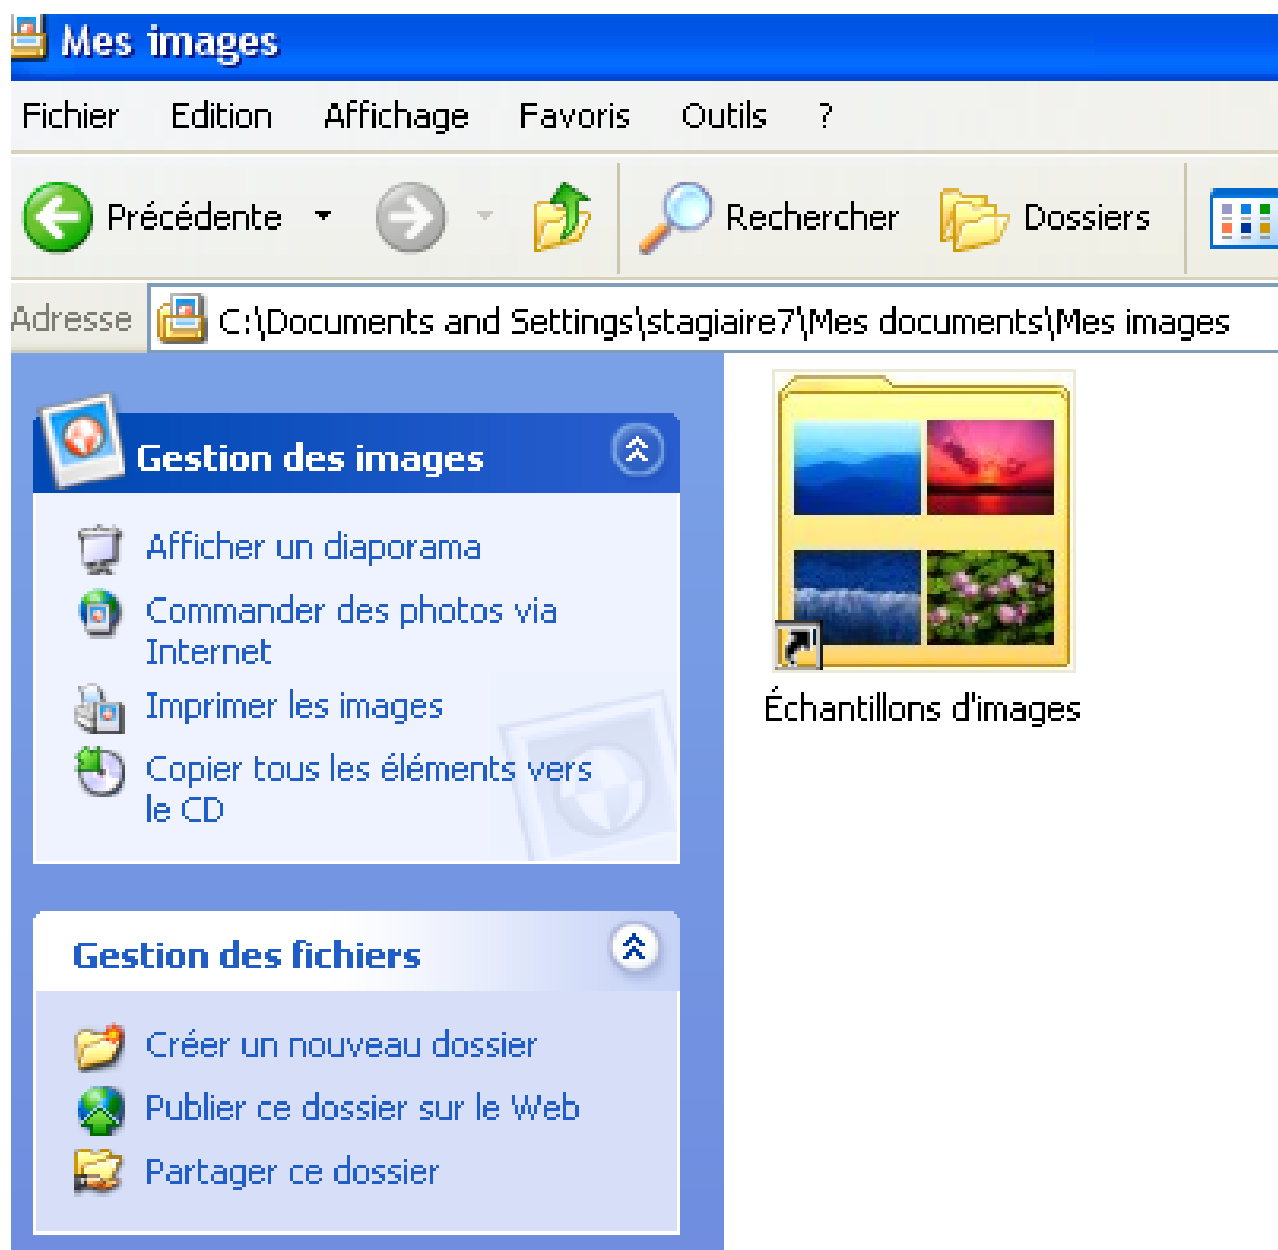 Mes images
Fichier Edition Affichage Favoris Outils ?
Précédente Rechercher Dossiers
Adresse C:\Documents and Settings\stagiaire7\Mes documents\Mes images
Gestion des images
Afficher un diaporama
Commander des photos via
Internet
Imprimer les images
Copier tous les éléments vers
le CD
Échantillons d'images
Gestion des fichiers
Créer un nouveau dossier
Publier ce dossier sur le Web
Partager ce dossier